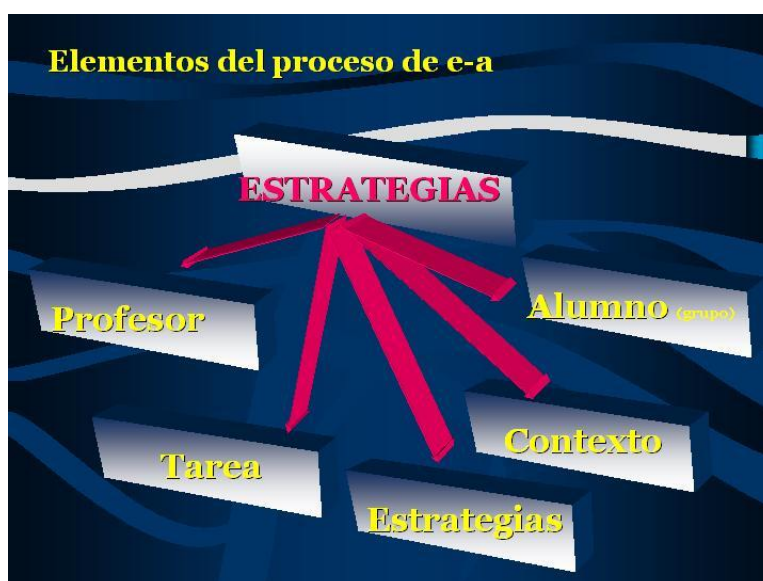 Elementos del proceso de e-a
ESTRATEGIAS
Profesor
Alumno (grupo)
Tarea
Contexto
Estrategias